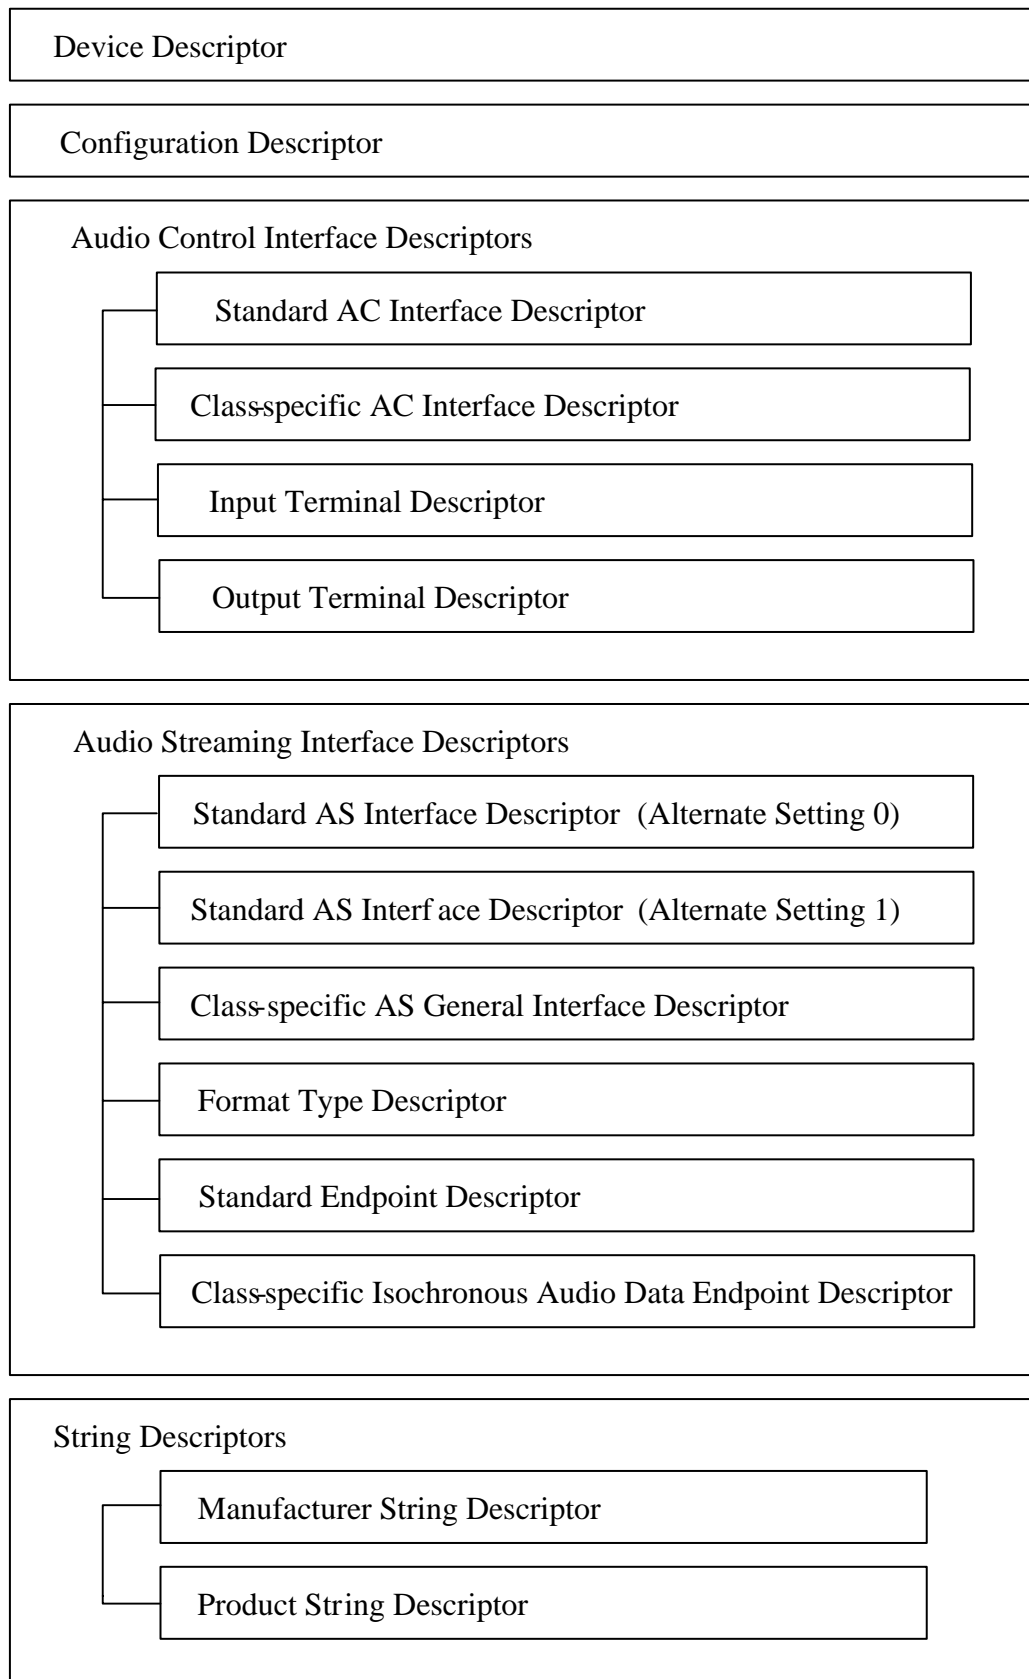 Device Descriptor
Configuration Descriptor
Audio Control Interface Descriptors
Standard AC Interface Descriptor
Class-specific AC Interface Descriptor
Input Terminal Descriptor
Output Terminal Descriptor
Audio Streaming Interface Descriptors
Standard AS Interface Descriptor (Alternate Setting 0)
Standard AS Interface Descriptor (Alternate Setting 1)
Class-specific AS General Interface Descriptor
Format Type Descriptor
Standard Endpoint Descriptor
Class-specific Isochronous Audio Data Endpoint Descriptor
String Descriptors
Manufacturer String Descriptor
Product String Descriptor